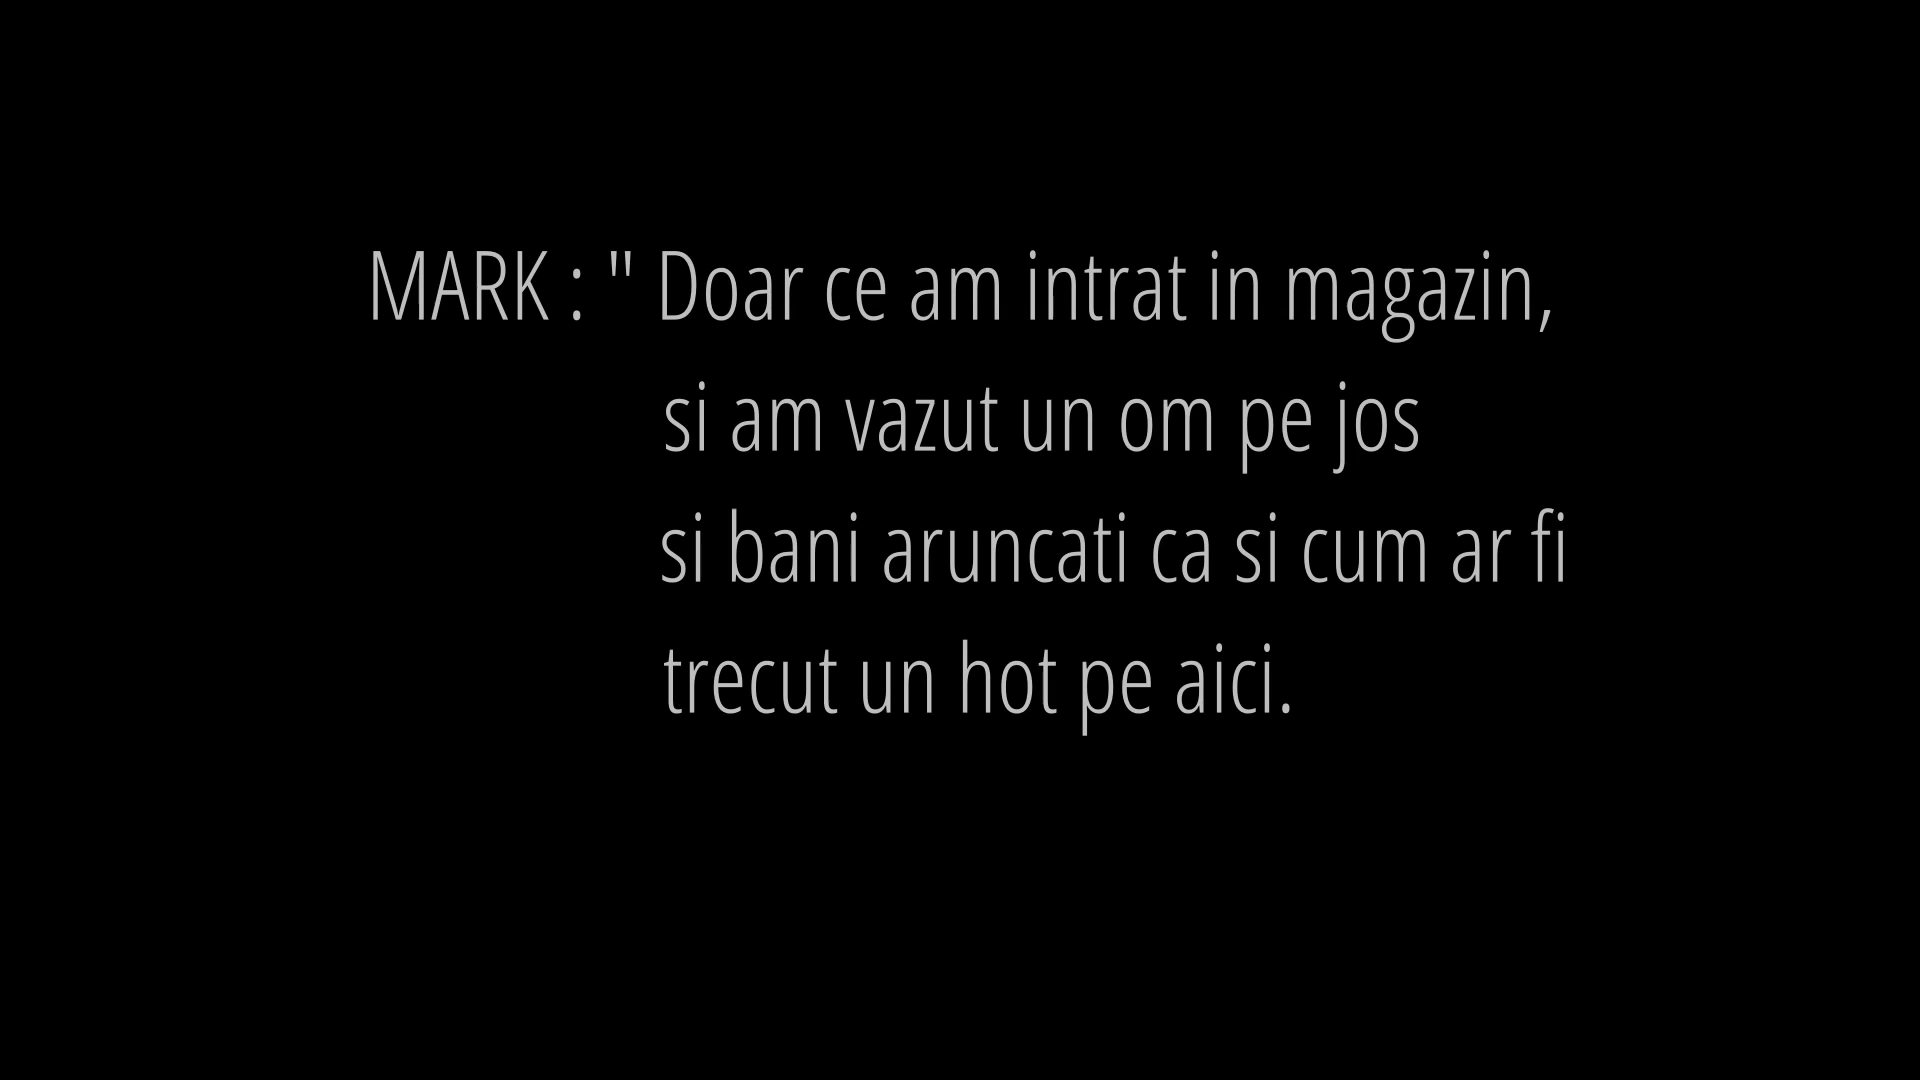 MARK : " Doar ce am intrat in magazin,
si am vazut un om pe jos
si bani aruncati ca si cum ar fi
trecut un hot pe aici.